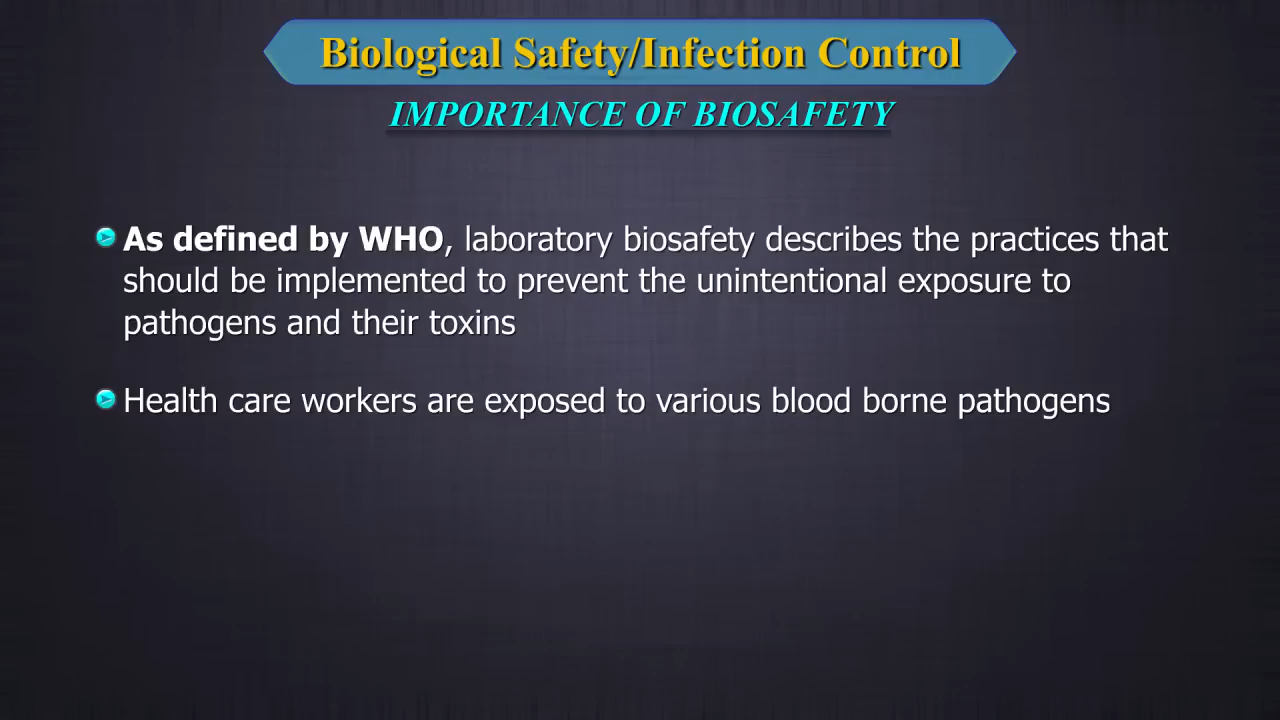 Biological Safety/Infection Control
IMPORTANCE OF BIOSAFETY
As defined by WHO, laboratory biosafety describes the practices that
should be implemented to prevent the unintentional exposure to
pathogens and their toxins
Health care workers are exposed to various blood borne pathogens